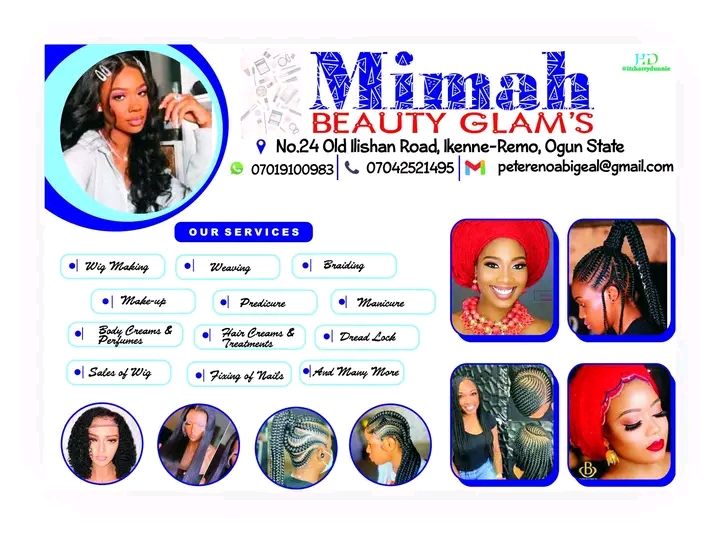 HD
@itsharrydunnie
Mimah
BEAUTY GLAM'S
No.24 Old Ilishan Road, Ikenne-Remo, Ogun State
07019100983 07042521495 peterenoabigeal@gmail.com
OUR SERVICES
Wig Making Weaving Braiding
Make-up Predicure Manicure
Body Creams & Perfumes Hair Creams & Treatments Dread Lock
Sales of Wig Fixing of Nails And Many More